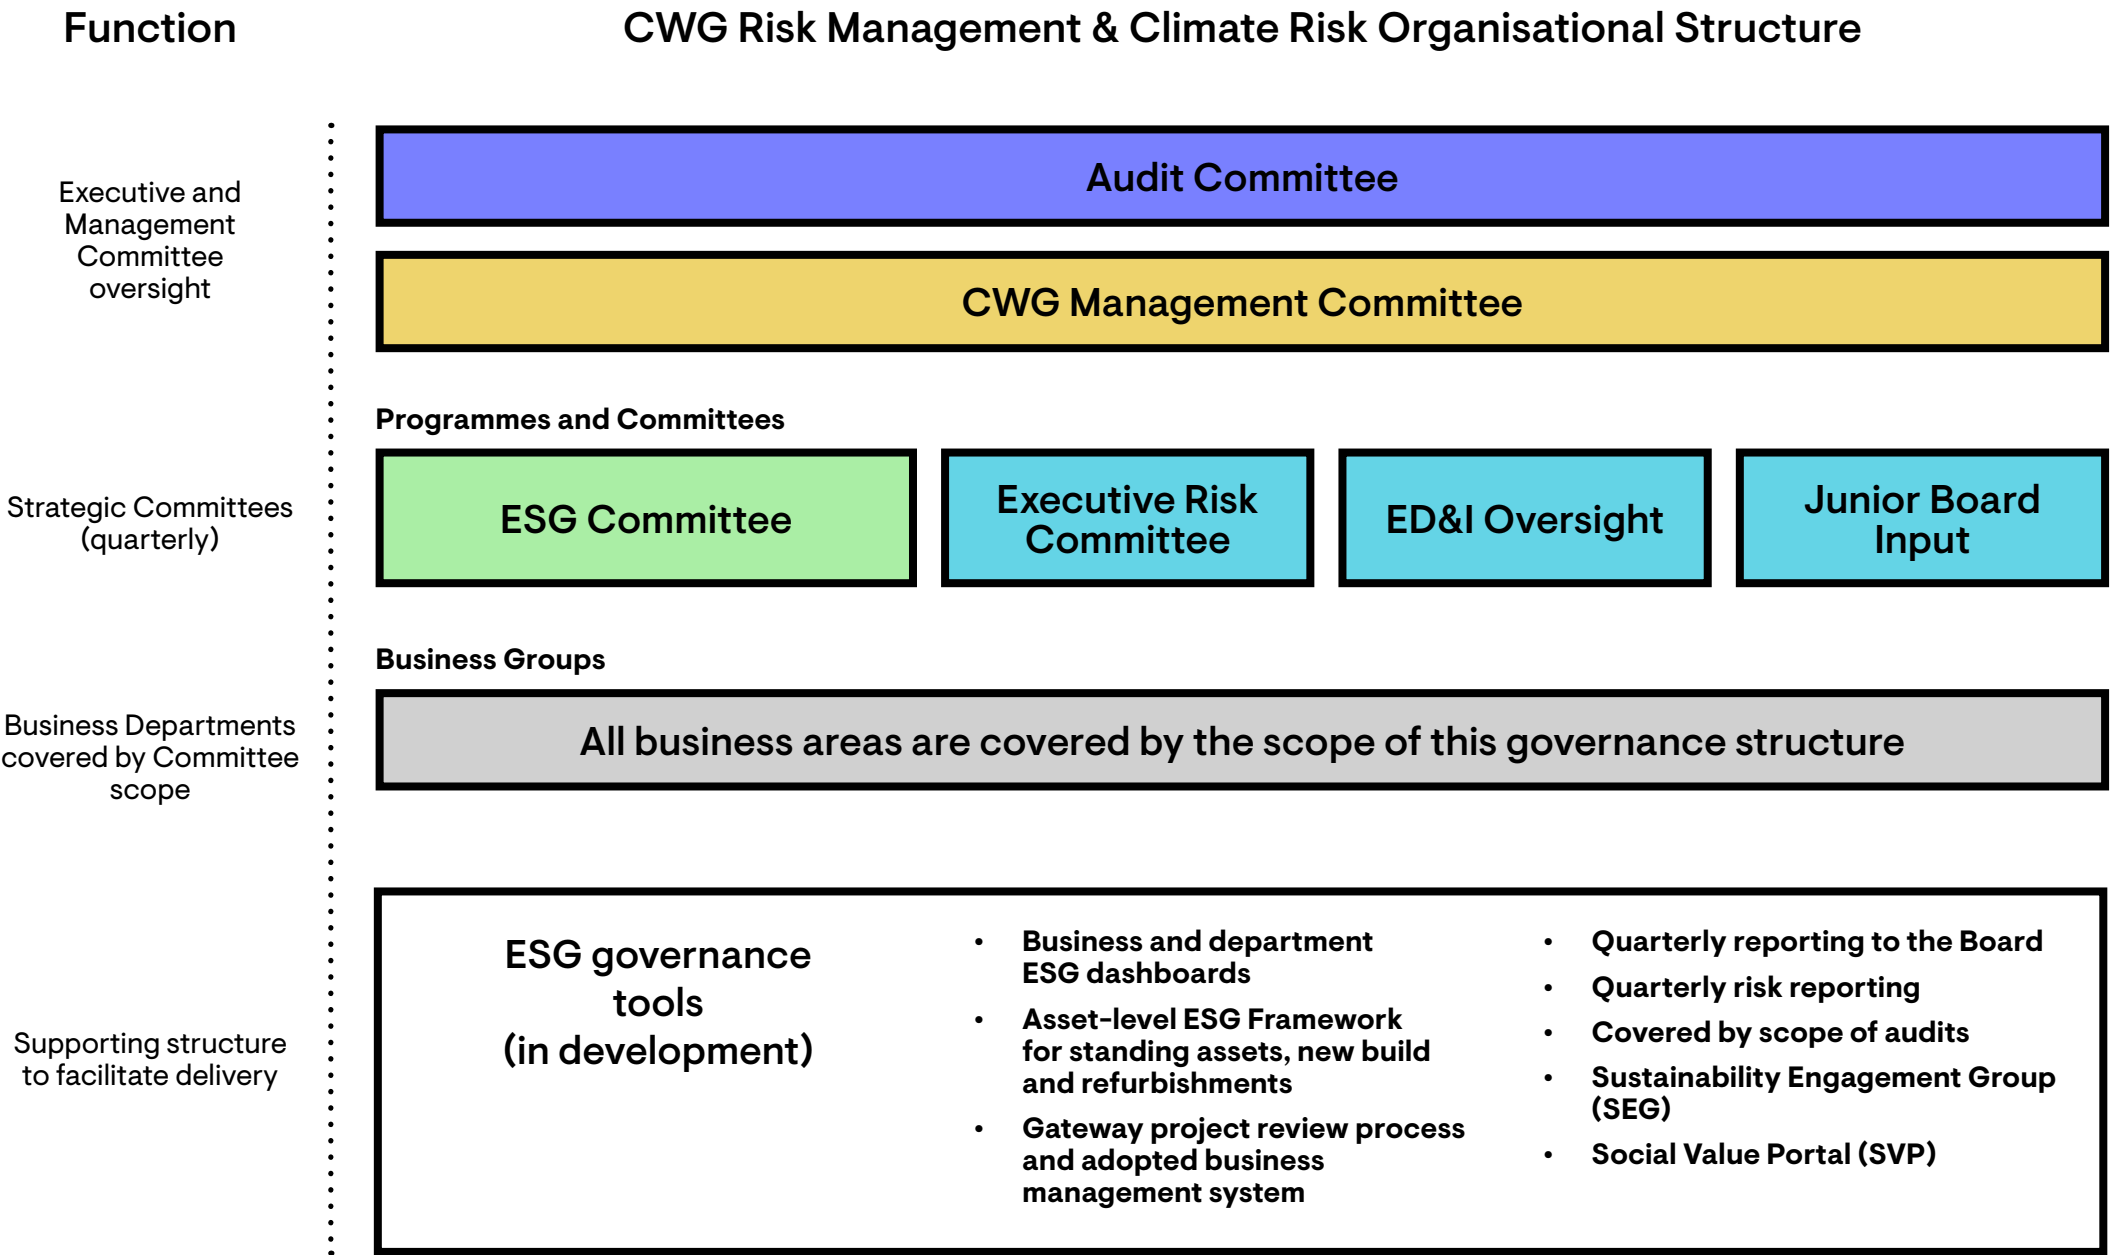 Function
CWG Risk Management & Climate Risk Organisational Structure
Executive and
Management
Committee
oversight
Audit Committee
CWG Management Committee
Programmes and Committees
Strategic Committees
(quarterly)
ESG Committee
Executive Risk
Committee
ED&I Oversight
Junior Board
Input
Business Groups
Business Departments
covered by Committee
scope
All business areas are covered by the scope of this governance structure
Supporting structure
to facilitate delivery
ESG governance
tools
(in development)
• Business and department
ESG dashboards
• Asset-level ESG Framework
for standing assets, new build
and refurbishments
• Gateway project review process
and adopted business
management system
• Quarterly reporting to the Board
• Quarterly risk reporting
• Covered by scope of audits
• Sustainability Engagement Group
(SEG)
• Social Value Portal (SVP)